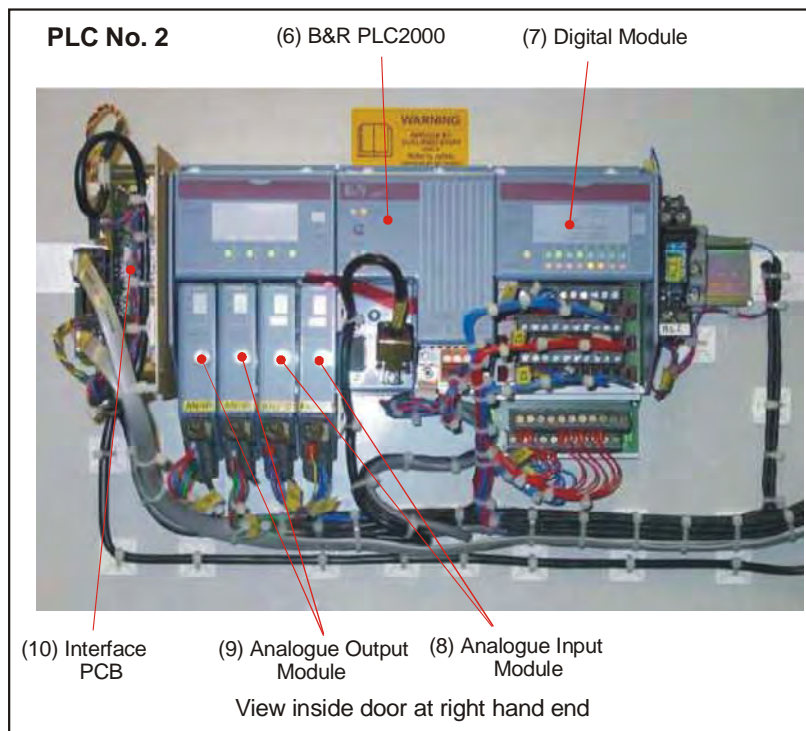 PLC No. 2
(6) B&R PLC2000
(7) Digital Module
WARNING
B&R
(10) Interface
PCB
(9) Analogue Output
Module
(8) Analogue Input
Module
View inside door at right hand end